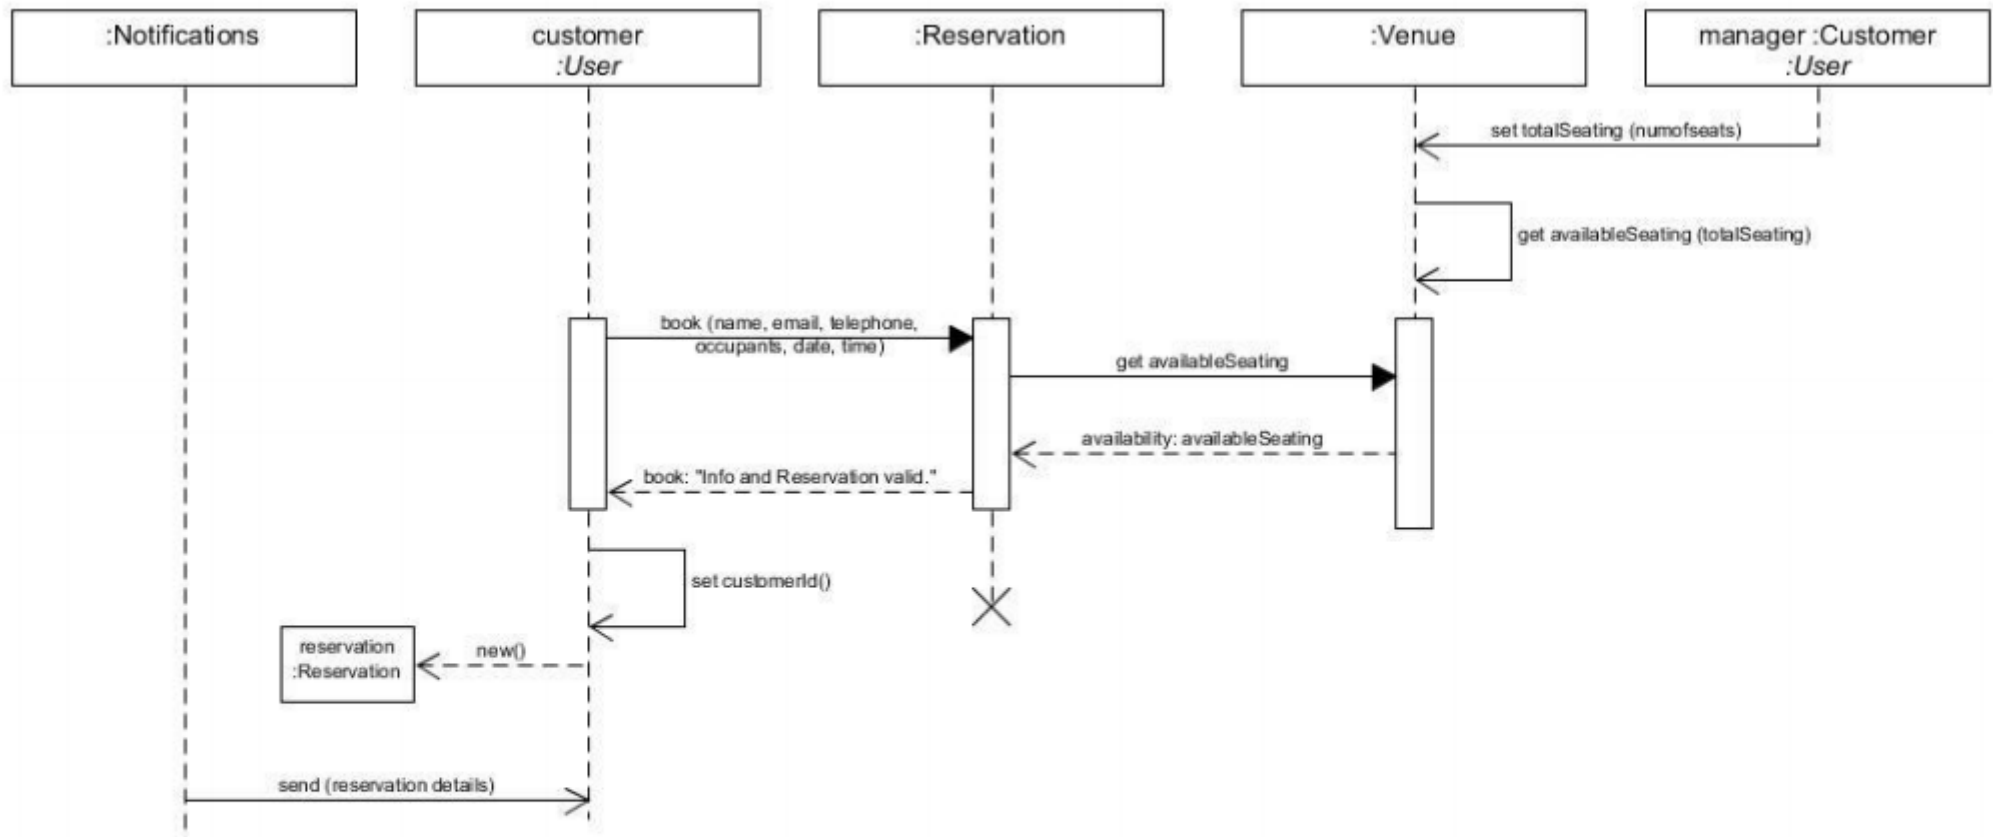 :Notifications
customer
:User
:Reservation
:Venue
manager :Customer
:User
set totalSeating (numofseats)
get availableSeating (totalSeating)
book (name, email, telephone,
occupants, date, time)
get availableSeating
availability: availableSeating
book: "Info and Reservation valid."
set customerId()
reservation
:Reservation
new()
send (reservation details)